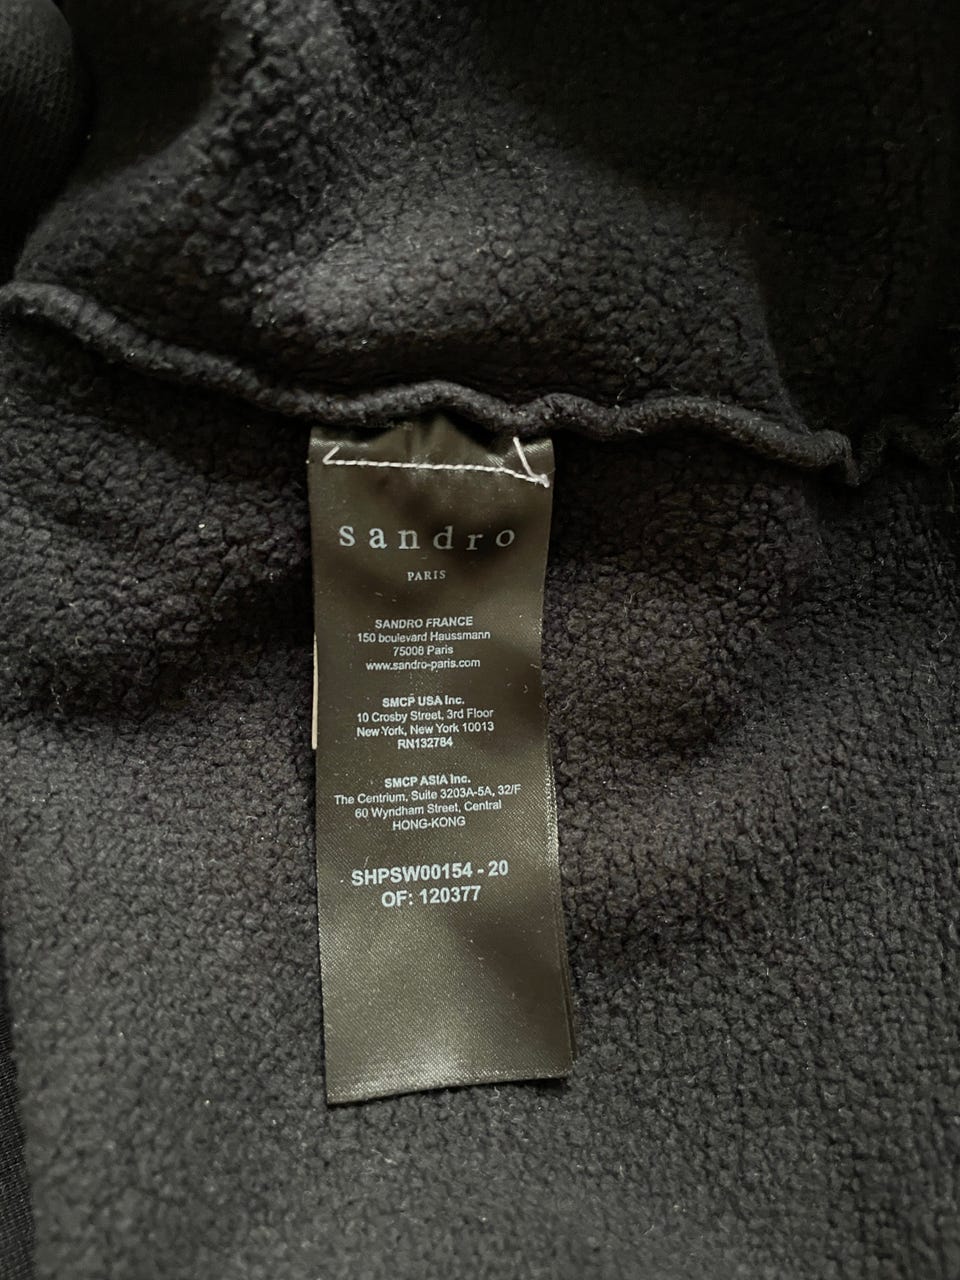 sandro
PARIS
SANDRO FRANCE
150 boulevard Haussmann
75008 Paris
www.sandro-paris.com
SMCP USA Inc.
10 Crosby Street, 3rd Floor
New York, New York 10013
RN132784
SMCP ASIA Inc.
The Centrium, Suite 3203A-5A, 32/F
60 Wyndham Street, Central
HONG-KONG
SHPSW00154 - 20
OF: 120377